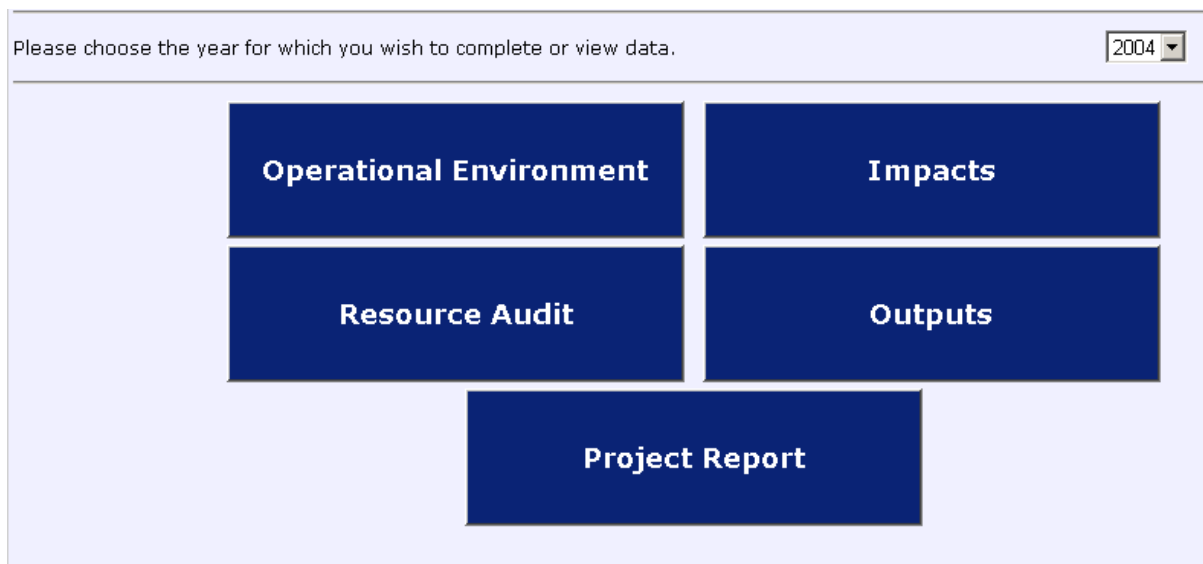 Please choose the year for which you wish to complete or view data.
2004
Operational Environment
Impacts
Resource Audit
Outputs
Project Report